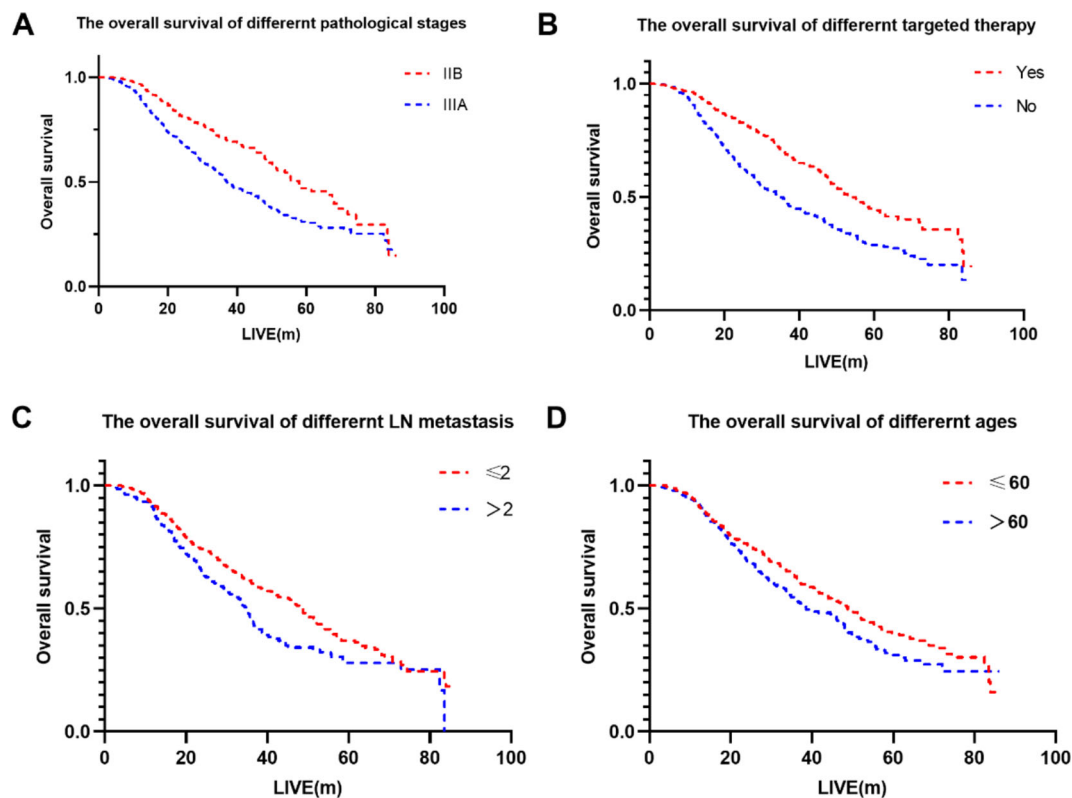 A
The overall survival of differernt pathological stages
IIB
IIIA
1.0
0.5
0.0
Overall survival
0 20 40 60 80 100
LIVE(m)
B
The overall survival of differernt targeted therapy
Yes
No
1.0
0.5
0.0
Overall survival
0 20 40 60 80 100
LIVE(m)
C
The overall survival of differernt LN metastasis
⩽2
>2
1.0
0.5
0.0
Overall survival
0 20 40 60 80 100
LIVE(m)
D
The overall survival of differernt ages
⩽60
>60
1.0
0.5
0.0
Overall survival
0 20 40 60 80 100
LIVE(m)